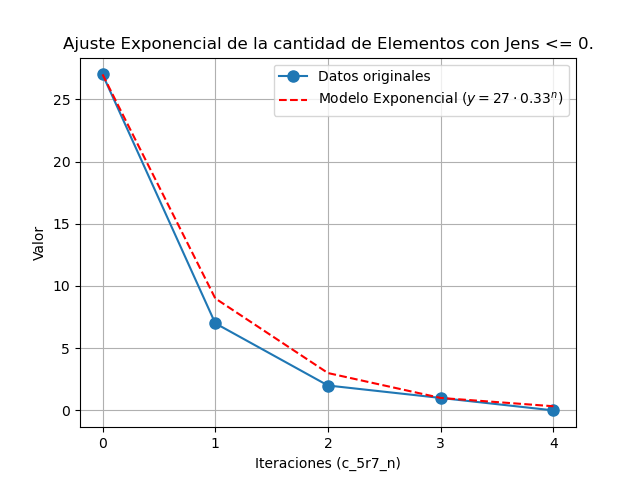 Ajuste Exponencial de la cantidad de Elementos con Jens <= 0.
Datos originales
Modelo Exponencial (y = 27 · 0.33ⁿ)
25
20
15
10
5
0
Valor
0 1 2 3 4
Iteraciones (c_5r7_n)